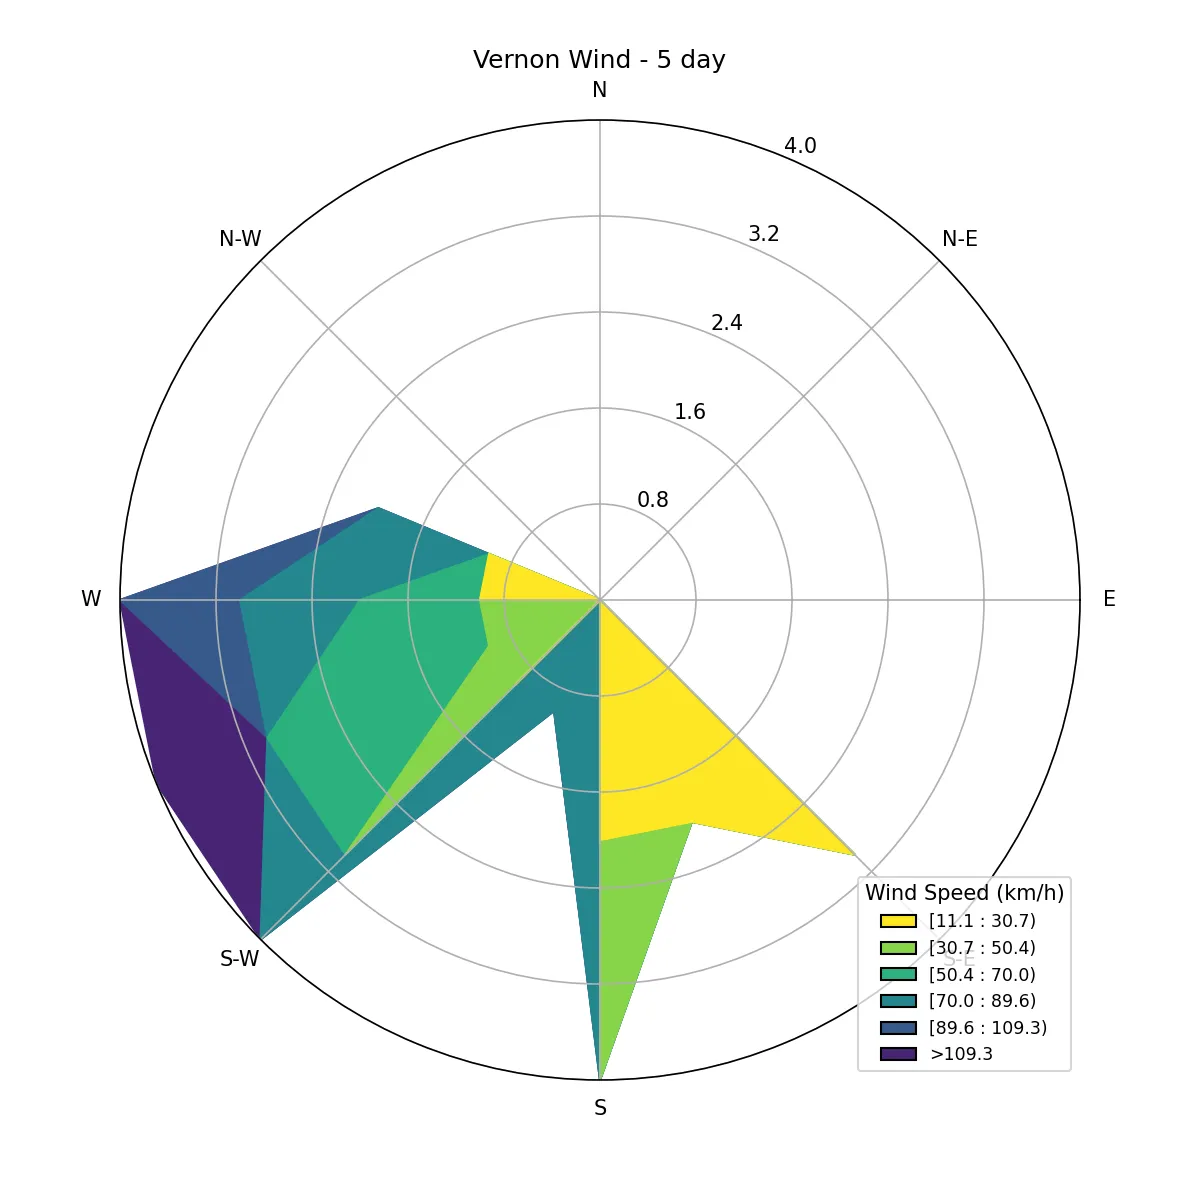 Vernon Wind - 5 day
N
4.0
N-W
N-E
3.2
2.4
1.6
0.8
W
E
Wind Speed (km/h)
[11.1 : 30.7)
[30.7 : 50.4)
S-W
S-E
[50.4 : 70.0)
[70.0 : 89.6)
[89.6 : 109.3)
>109.3
S